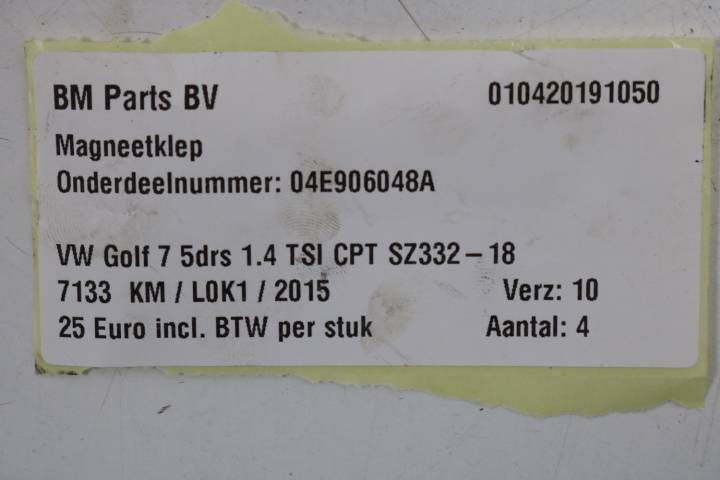 BM Parts BV 010420191050
Magneetklep
Onderdeelnummer: 04E906048A
VW Golf 7 5drs 1.4 TSI CPT SZ332-18
7133 KM / L0K1 / 2015 Verz: 10
25 Euro incl. BTW per stuk Aantal: 4